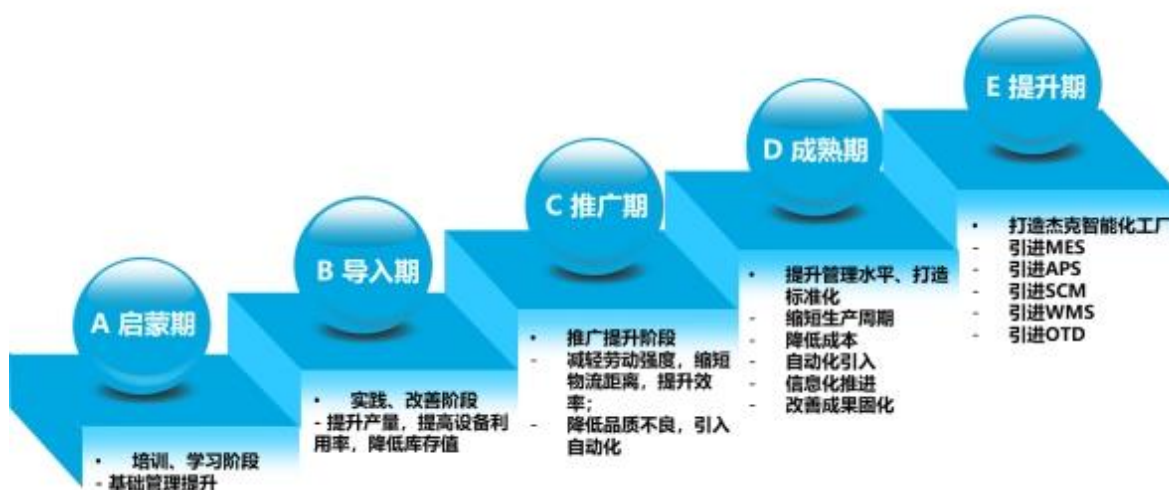 A 启蒙期
• 培训、学习阶段
- 基础管理提升
B 导入期
• 实践、改善阶段
- 提升产量，提高设备利
用率，降低库存值
C 推广期
• 推广提升阶段
- 减轻劳动强度，缩短
物流距离，提升效
率；
- 降低品质不良，引入
自动化
D 成熟期
• 提升管理水平、打造
标准化
- 缩短生产周期
- 降低成本
- 自动化引入
- 信息化推进
- 改善成果固化
E 提升期
• 打造杰克智能化工厂
- 引进MES
- 引进APS
- 引进SCM
- 引进WMS
- 引进OTD